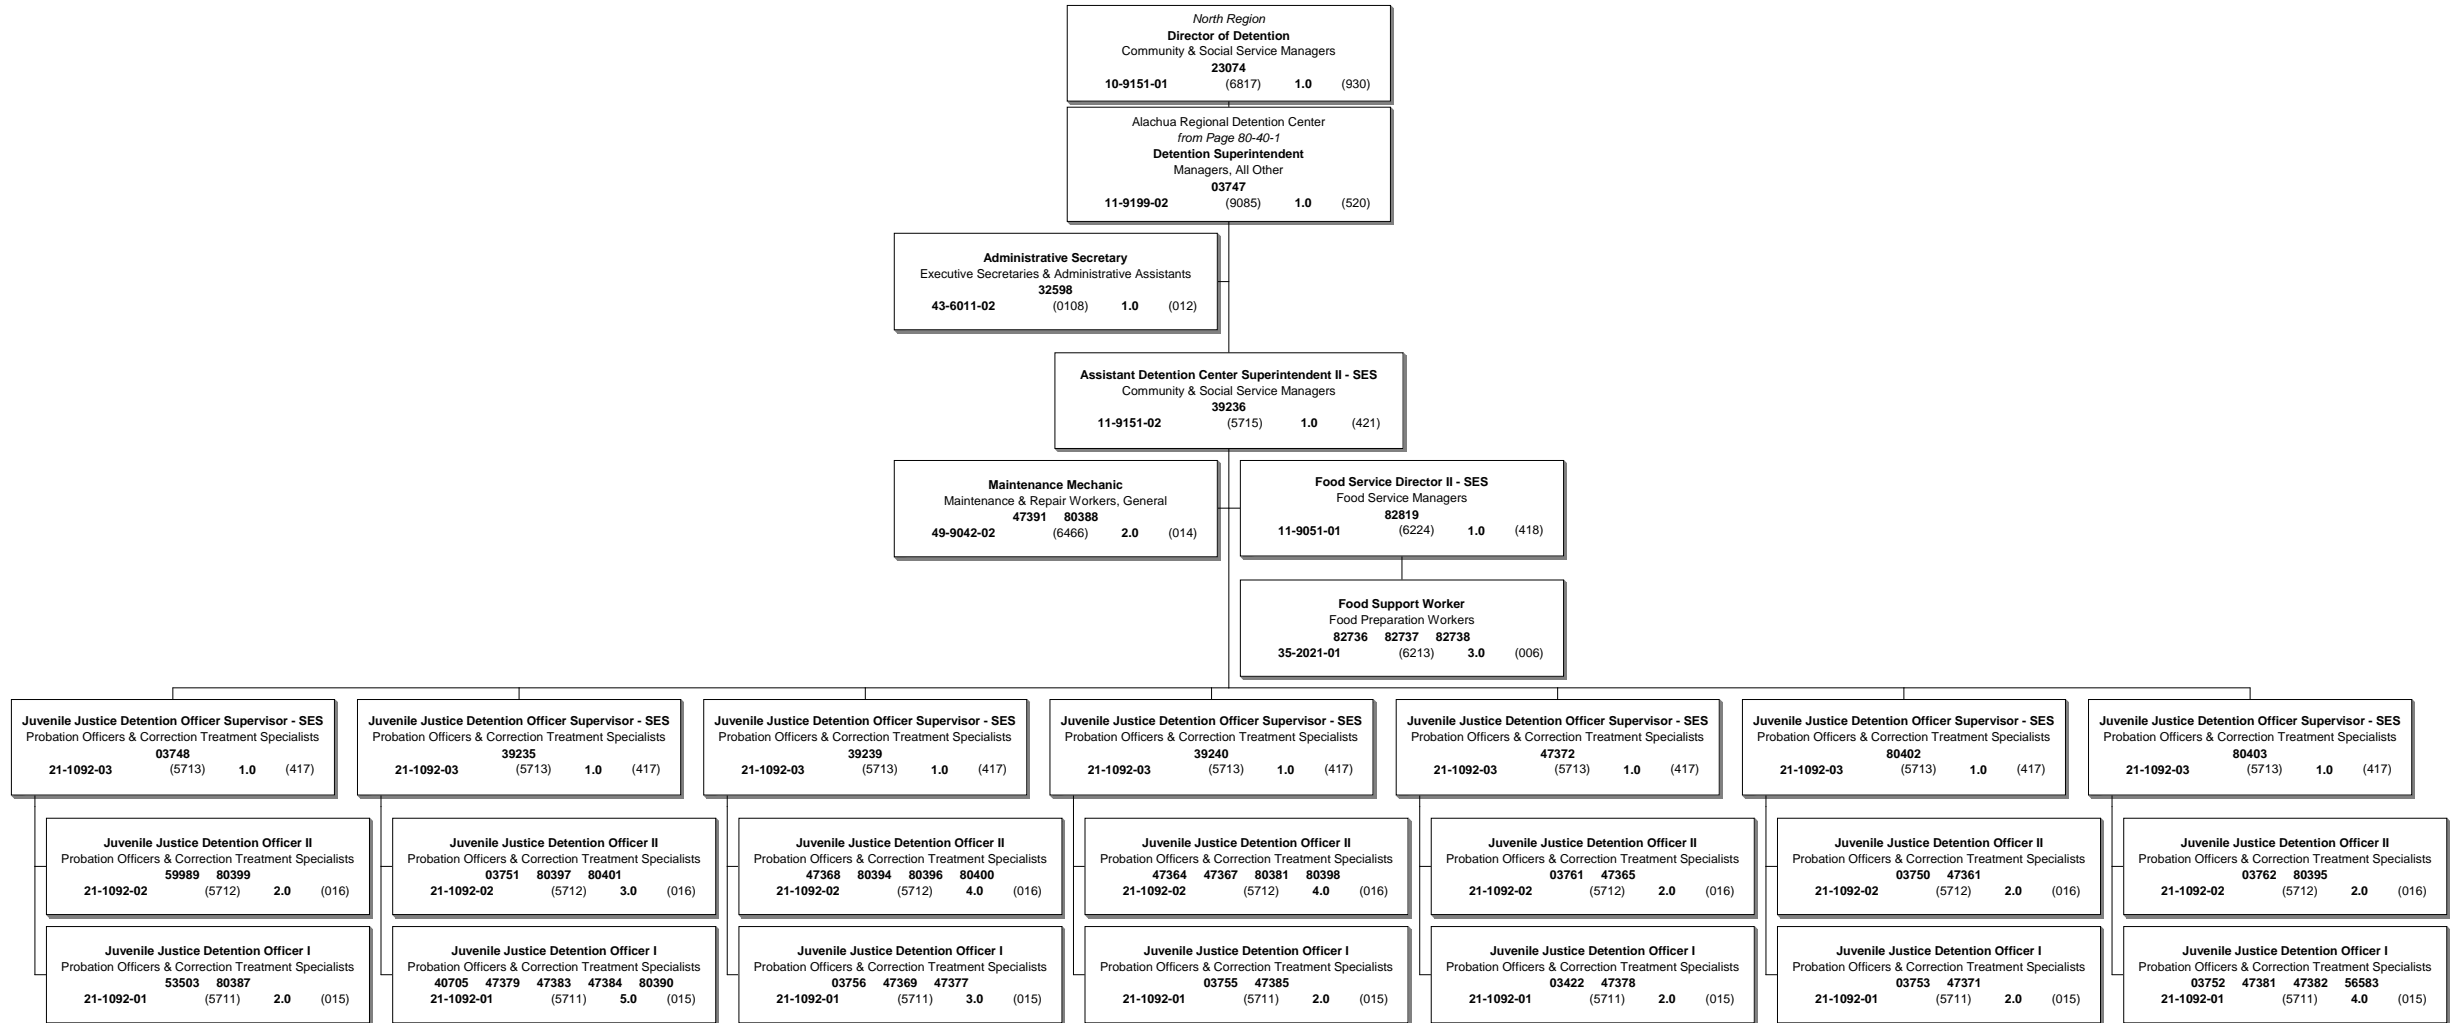 North Region
Director of Detention
Community & Social Service Managers
23074
10-9151-01 (6817) 1.0 (930)
Alachua Regional Detention Center
from Page 80-40-1
Detention Superintendent
Managers, All Other
03747
11-9199-02 (9085) 1.0 (520)
Administrative Secretary
Executive Secretaries & Administrative Assistants
32598
43-6011-02 (0108) 1.0 (012)
Assistant Detention Center Superintendent II - SES
Community & Social Service Managers
39236
11-9151-02 (5715) 1.0 (421)
Maintenance Mechanic
Maintenance & Repair Workers, General
47391 80388
49-9042-02 (6466) 2.0 (014)
Food Service Director II - SES
Food Service Managers
82819
11-9051-01 (6224) 1.0 (418)
Food Support Worker
Food Preparation Workers
82736 82737 82738
35-2021-01 (6213) 3.0 (006)
Juvenile Justice Detention Officer Supervisor - SES
Probation Officers & Correction Treatment Specialists
03748
21-1092-03 (5713) 1.0 (417)
Juvenile Justice Detention Officer II
Probation Officers & Correction Treatment Specialists
59989 80399
21-1092-02 (5712) 2.0 (016)
Juvenile Justice Detention Officer I
Probation Officers & Correction Treatment Specialists
53503 80387
21-1092-01 (5711) 2.0 (015)
Juvenile Justice Detention Officer Supervisor - SES
Probation Officers & Correction Treatment Specialists
39235
21-1092-03 (5713) 1.0 (417)
Juvenile Justice Detention Officer II
Probation Officers & Correction Treatment Specialists
03751 80397 80401
21-1092-02 (5712) 3.0 (016)
Juvenile Justice Detention Officer I
Probation Officers & Correction Treatment Specialists
40705 47379 47383 47384 80390
21-1092-01 (5711) 5.0 (015)
Juvenile Justice Detention Officer Supervisor - SES
Probation Officers & Correction Treatment Specialists
39239
21-1092-03 (5713) 1.0 (417)
Juvenile Justice Detention Officer II
Probation Officers & Correction Treatment Specialists
47368 80394 80396 80400
21-1092-02 (5712) 4.0 (016)
Juvenile Justice Detention Officer I
Probation Officers & Correction Treatment Specialists
03756 47369 47377
21-1092-01 (5711) 3.0 (015)
Juvenile Justice Detention Officer Supervisor - SES
Probation Officers & Correction Treatment Specialists
39240
21-1092-03 (5713) 1.0 (417)
Juvenile Justice Detention Officer II
Probation Officers & Correction Treatment Specialists
47364 47367 80381 80398
21-1092-02 (5712) 4.0 (016)
Juvenile Justice Detention Officer I
Probation Officers & Correction Treatment Specialists
03755 47385
21-1092-01 (5711) 2.0 (015)
Juvenile Justice Detention Officer Supervisor - SES
Probation Officers & Correction Treatment Specialists
47372
21-1092-03 (5713) 1.0 (417)
Juvenile Justice Detention Officer II
Probation Officers & Correction Treatment Specialists
03761 47365
21-1092-02 (5712) 2.0 (016)
Juvenile Justice Detention Officer I
Probation Officers & Correction Treatment Specialists
03422 47378
21-1092-01 (5711) 2.0 (015)
Juvenile Justice Detention Officer Supervisor - SES
Probation Officers & Correction Treatment Specialists
80402
21-1092-03 (5713) 1.0 (417)
Juvenile Justice Detention Officer II
Probation Officers & Correction Treatment Specialists
03750 47361
21-1092-02 (5712) 2.0 (016)
Juvenile Justice Detention Officer I
Probation Officers & Correction Treatment Specialists
03753 47371
21-1092-01 (5711) 2.0 (015)
Juvenile Justice Detention Officer Supervisor - SES
Probation Officers & Correction Treatment Specialists
80403
21-1092-03 (5713) 1.0 (417)
Juvenile Justice Detention Officer II
Probation Officers & Correction Treatment Specialists
03762 80395
21-1092-02 (5712) 2.0 (016)
Juvenile Justice Detention Officer I
Probation Officers & Correction Treatment Specialists
03752 47381 47382 56583
21-1092-01 (5711) 4.0 (015)